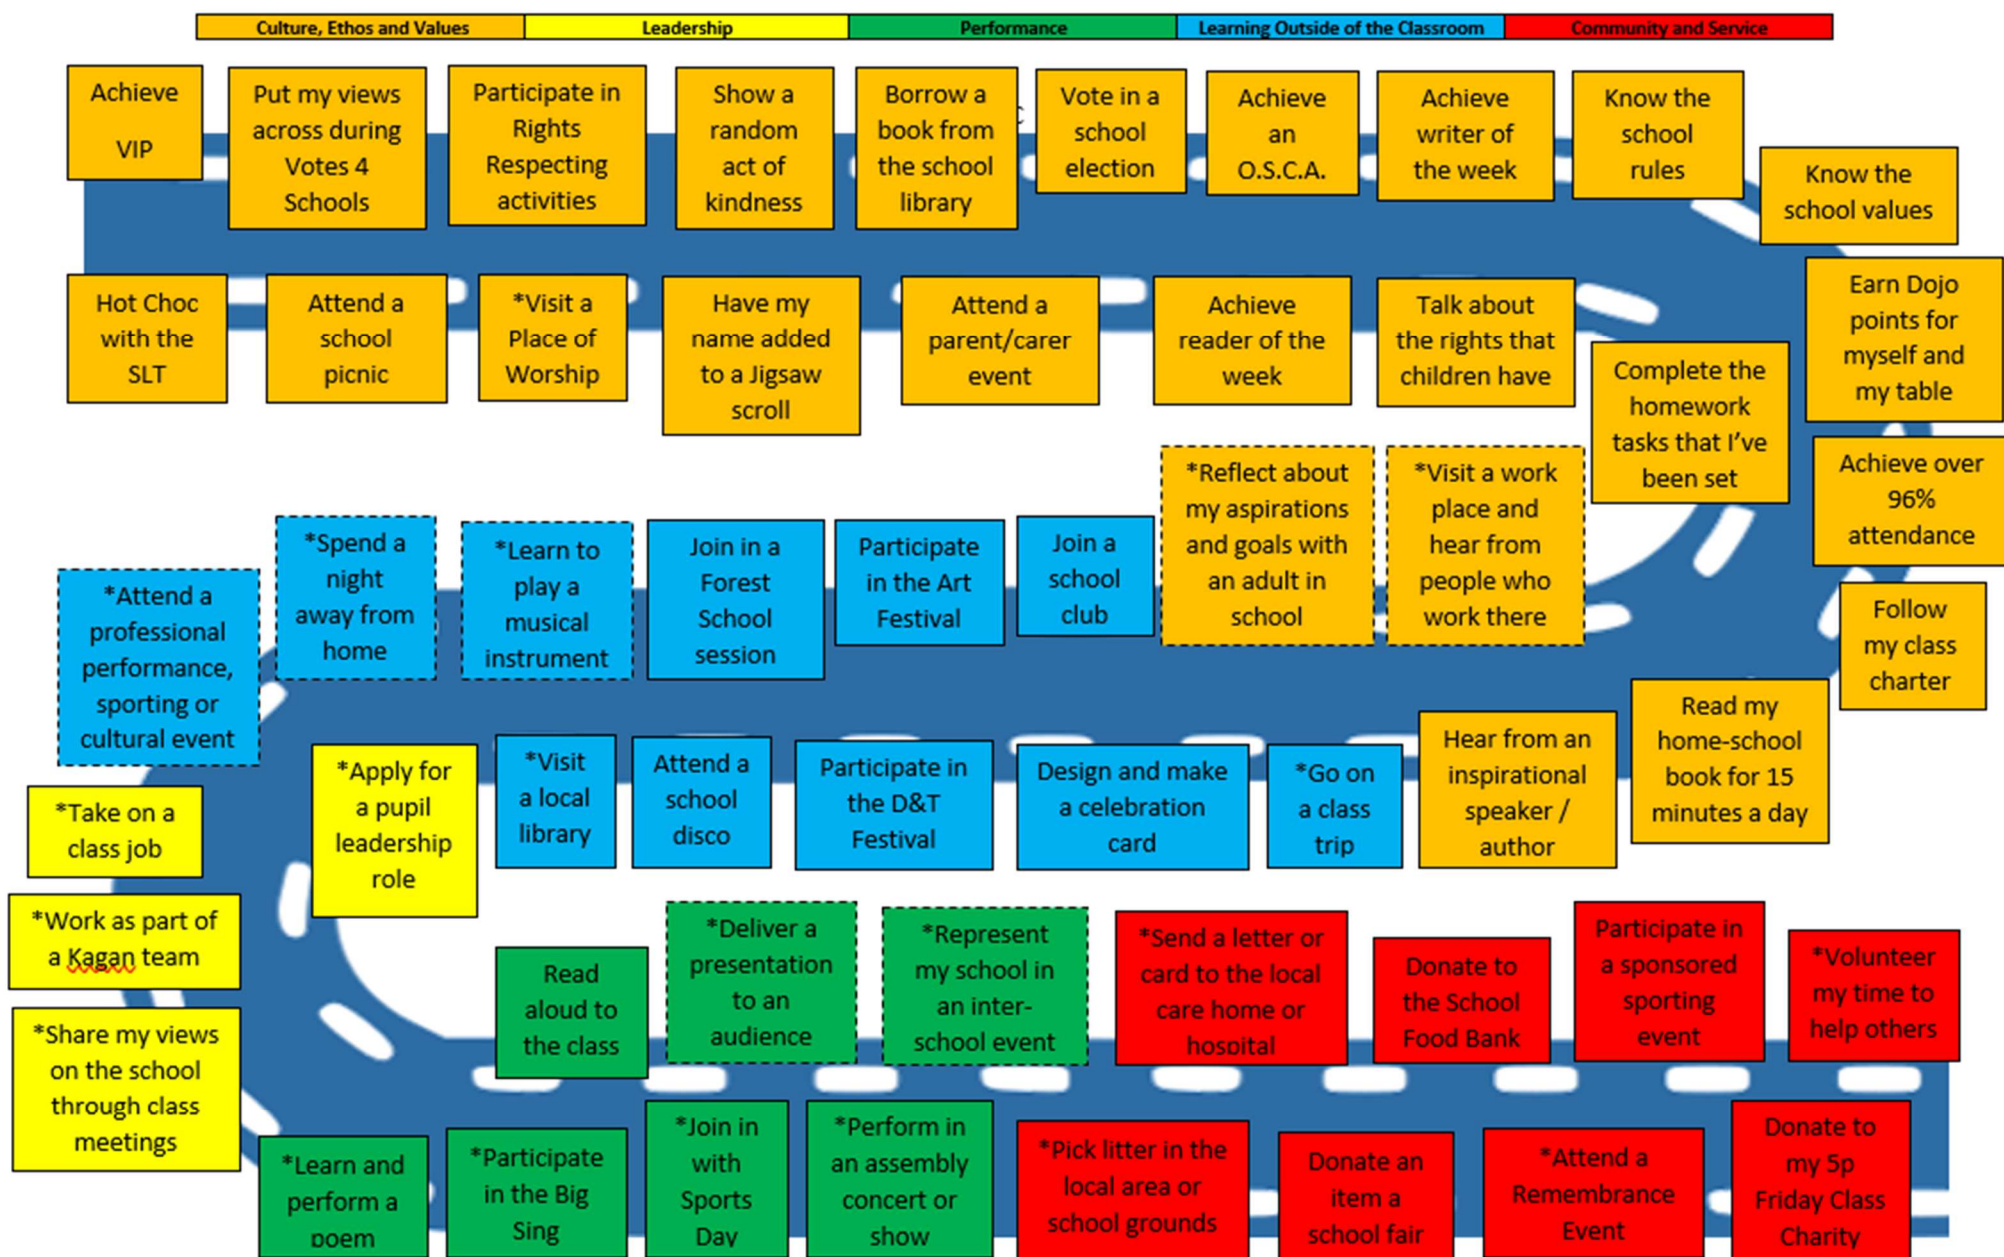 Culture, Ethos and Values
Leadership
Performance
Learning Outside of the Classroom
Community and Service
Achieve
VIP
Put my views
across during
Votes 4
Schools
Participate in
Rights
Respecting
activities
Show a
random
act of
kindness
Borrow a
book from
the school
library
Vote in a
school
election
Achieve
an
O.S.C.A.
Achieve
writer of
the week
Know the
school
rules
Know the
school values
Hot Choc
with the
SLT
Attend a
school
picnic
*Visit a
Place of
Worship
Have my
name added
to a Jigsaw
scroll
Attend a
parent/carer
event
Achieve
reader of the
week
Talk about
the rights that
children have
Complete the
homework
tasks that I've
been set
Earn Dojo
points for
myself and
my table
Achieve over
96%
attendance
Follow
my class
charter
*Attend a
professional
performance,
sporting or
cultural event
*Spend a
night
away from
home
*Learn to
play a
musical
instrument
Join in a
Forest
School
session
Participate
in the Art
Festival
Join a
school
club
*Reflect about
my aspirations
and goals with
an adult in
school
*Visit a work
place and
hear from
people who
work there
Read my
home-school
book for 15
minutes a day
*Take on a
class job
*Apply for
a pupil
leadership
role
*Visit
a local
library
Attend a
school
disco
Participate in
the D&T
Festival
Design and make
a celebration
card
*Go on
a class
trip
Hear from an
inspirational
speaker /
author
*Work as part of
a Kagan team
*Share my views
on the school
through class
meetings
Read
aloud to
the class
*Deliver a
presentation
to an
audience
*Represent
my school in
an inter-
school event
*Send a letter or
card to the local
care home or
hospital
Donate to
the School
Food Bank
Participate in
a sponsored
sporting
event
*Volunteer
my time to
help others
*Learn and
perform a
poem
*Participate
in the Big
Sing
*Join in
with
Sports
Day
*Perform in
an assembly
concert or
show
*Pick litter in the
local area or
school grounds
Donate an
item a
school fair
*Attend a
Remembrance
Event
Donate to
my 5p
Friday Class
Charity